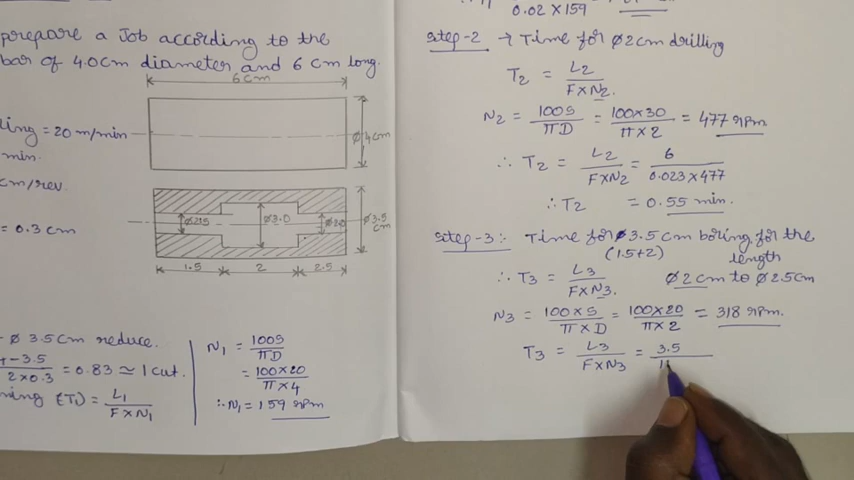 prepare a Job according to the
bar of 4.0cm diameter and 6 cm long.
6cm
ing = 20 m/min
min.
cm/rev.
= 0.3 cm
Ø4cm
Ø2.5
Ø3.0
Ø2.0
Ø3.5 cm
1.5
2
2.5
Ø 3.5cm reduce.
4-3.5 / 2x0.3 = 0.83 ≃ 1 cut.
ning (T1) = L1 / F×N1
N1 = 100S / πD
= 100×20 / π×4
∴ N1 = 159 rpm
0.02×159
step-2 → Time for Ø2cm drilling
T2 = L2 / F×N2.
N2 = 100S / πD = 100×30 / π×2 = 477 rpm
∴ T2 = L2 / F×N2 = 6 / 0.023×477
∴ T2 = 0.55 min.
step-3 :- Time for Ø3.5cm boring for the
(1.5+2) length
∴ T3 = L3 / F×N3. Ø2cm to Ø2.5cm
N3 = 100×S / π×D = 100×20 / π×2 = 318 rpm.
T3 = L3 / F×N3 = 3.5